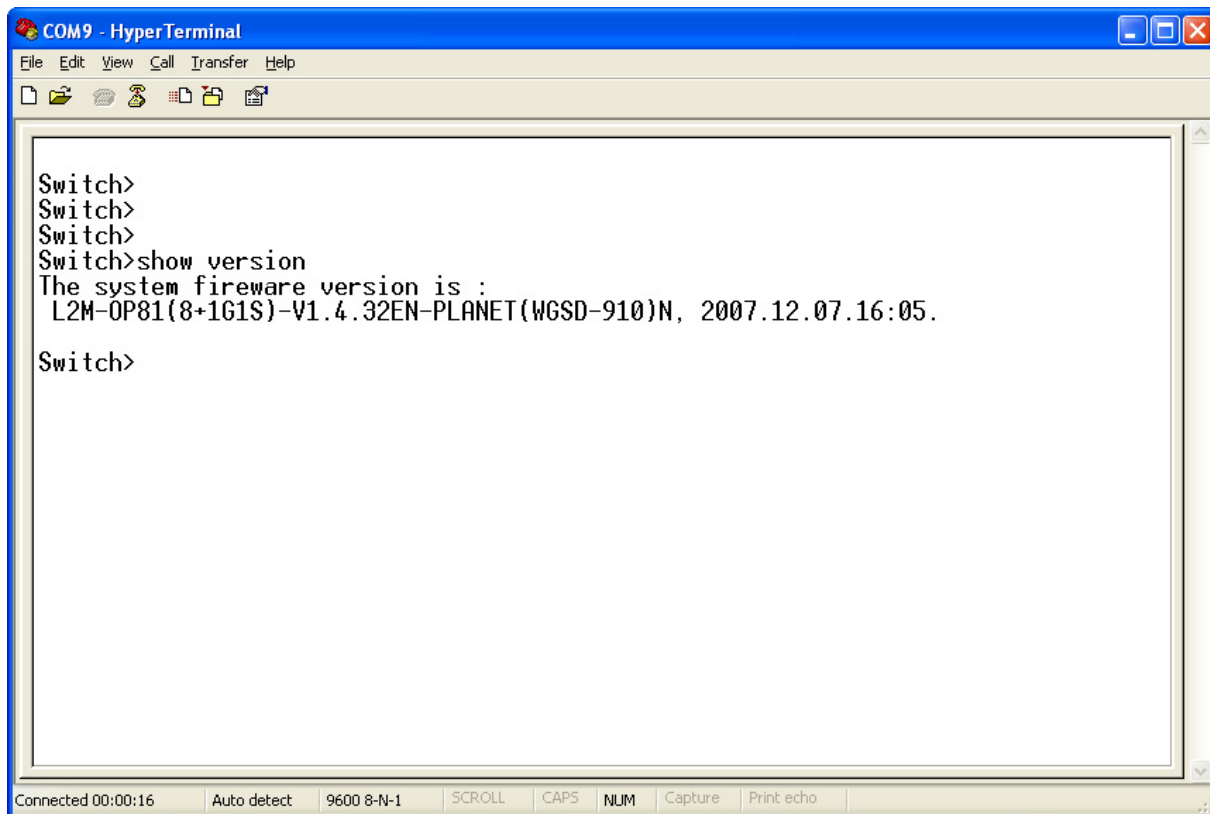 COM9 - HyperTerminal
File Edit View Call Transfer Help
Switch>
Switch>
Switch>
Switch>show version
The system fireware version is :
L2M-OP81(8+1G1S)-V1.4.32EN-PLANET(WGSD-910)N, 2007.12.07.16:05.
Switch>
Connected 00:00:16 Auto detect 9600 8-N-1 SCROLL CAPS NUM Capture Print echo